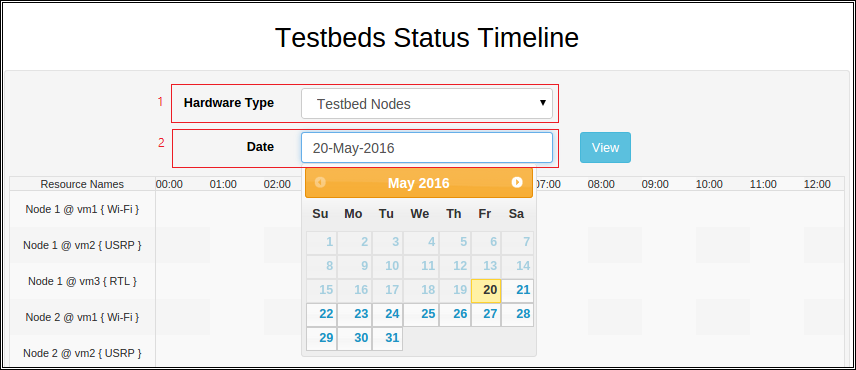 Testbeds Status Timeline
1 Hardware Type Testbed Nodes
2 Date 20-May-2016 View
Resource Names 00:00 01:00 02:00 07:00 08:00 09:00 10:00 11:00 12:00
May 2016
Su Mo Tu We Th Fr Sa
1 2 3 4 5 6 7
8 9 10 11 12 13 14
15 16 17 18 19 20 21
22 23 24 25 26 27 28
29 30 31
Node 1 @ vm1 { Wi-Fi }
Node 1 @ vm2 { USRP }
Node 1 @ vm3 { RTL }
Node 2 @ vm1 { Wi-Fi }
Node 2 @ vm2 { USRP }